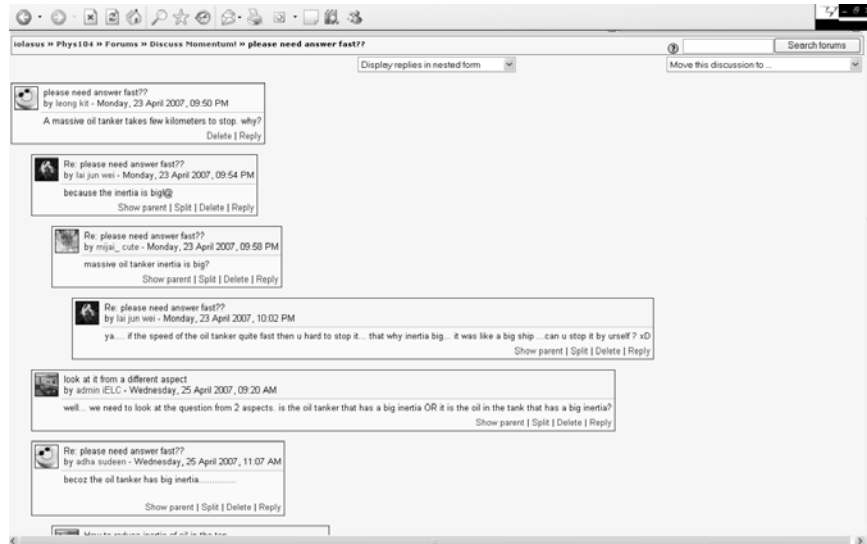 iolasus » Phys104 » Forums » Discuss Momentum! » please need answer fast??
Search forums
Display replies in nested form
Move this discussion to ...
please need answer fast??
by leong kit - Monday, 23 April 2007, 09:50 PM
A massive oil tanker takes few kilometers to stop. why?
Delete | Reply
Re: please need answer fast??
by lai jun wei - Monday, 23 April 2007, 09:54 PM
because the inertia is big!@
Show parent | Split | Delete | Reply
Re: please need answer fast??
by mijai_ cute - Monday, 23 April 2007, 09:58 PM
massive oil tanker inertia is big?
Show parent | Split | Delete | Reply
Re: please need answer fast??
by lai jun wei - Monday, 23 April 2007, 10:02 PM
ya.... if the speed of the oil tanker quite fast then u hard to stop it... that why inertia big... it was like a big ship ...can u stop it by urself ? xD
Show parent | Split | Delete | Reply
look at it from a different aspect
by admin iELC - Wednesday, 25 April 2007, 09:20 AM
well... we need to look at the question from 2 aspects. is the oil tanker that has a big inertia OR it is the oil in the tank that has a big inertia?
Show parent | Split | Delete | Reply
Re: please need answer fast??
by adha sudeen - Wednesday, 25 April 2007, 11:07 AM
becoz the oil tanker has big inertia...............
Show parent | Split | Delete | Reply
How to reduce inertia of oil in the